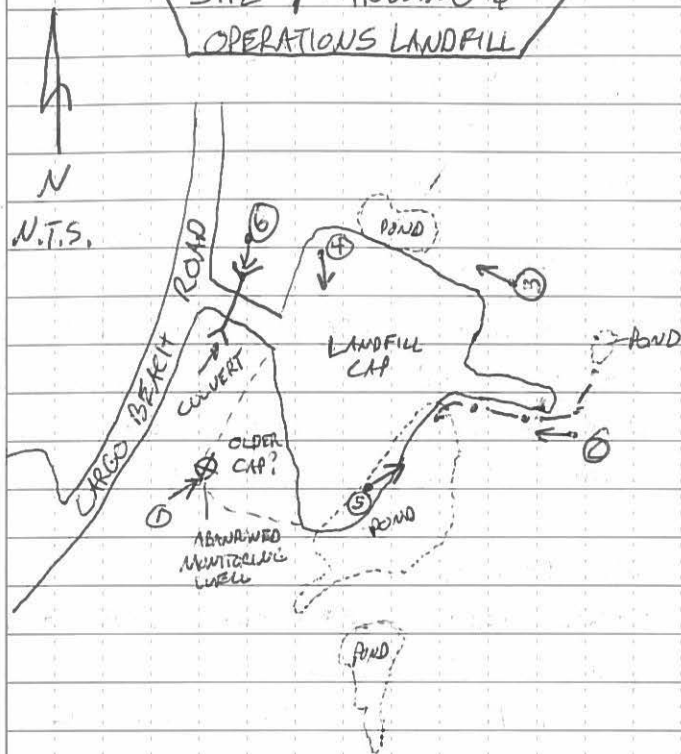 OPERATIONS LANDFILL
N
N.T.S.
CARGO BEACH ROAD
6
4
POND
3
LANDFILL
CAP
POND
CULVERT
OLDER
CAP?
6
1
5
POND
ABANDONED
MONITORING
WELL
POND